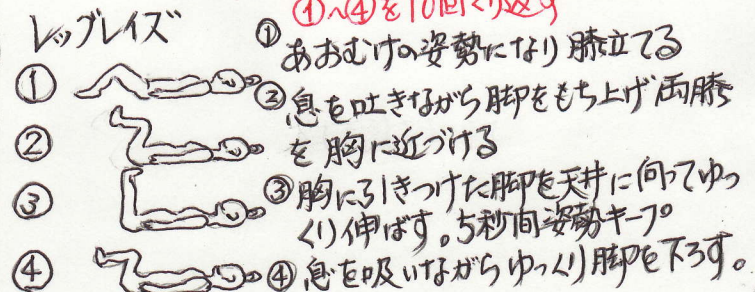 ①〜④を10回くり返す
レッグレイズ
①あおむけの姿勢になり膝立てる
②息を吐きながら脚をもち上げ両膝
を胸に近づける
③胸に引きつけた脚を天井に向ってゆっ
くり伸ばす。5秒間姿勢キープ
④息を吸いながらゆっくり脚を下ろす。
①
②
③
④